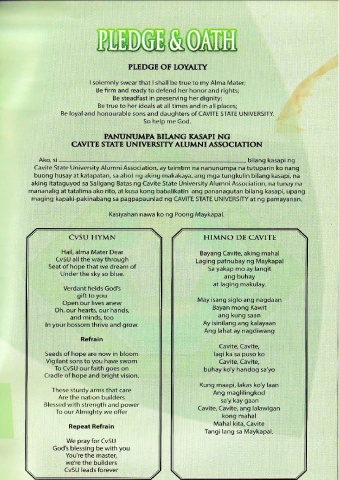 PLEDGE & OATH
PLEDGE OF LOYALTY
I solemnly swear that I shall be true to my Alma Mater;
Be firm and ready to defend her honor and rights;
Be steadfast in preserving her dignity;
Be true to her ideals at all times and in all places;
Be loyal and honourable sons and daughters of CAVITE STATE UNIVERSITY.
So help me God.
PANUNUMPA BILANG KASAPI NG
CAVITE STATE UNIVERSITY ALUMNI ASSOCIATION
Ako, si bilang kasapi ng
Cavite State University Alumni Association, ay taimtim na nanunumpa na tutuparin ko nang
buong husay at katapatan, sa abot ng aking makakaya, ang mga tungkulin bilang kasapi, na
aking itataguyod sa Saligang Batas ng Cavite State University Alumni Association, na tunay na
mananalig at tatalima ako rito, at kusa kong babalikatin ang pananagutan bilang kasapi, upang
maging kapaki-pakinabang sa pagpapaunlad ng CAVITE STATE UNIVERSITY at ng pamayanan.
Kasiyahan nawa ko ng Poong Maykapal.
CvSU HYMN
Hail, alma Mater Dear
CvSU all the way through
Seat of hope that we dream of
Under the sky so blue.
Verdant fields God's
gift to you
Open our lives anew
Oh, our hearts, our hands,
and minds, too
In your bosom thrive and grow
Refrain
Seeds of hope are now in bloom
Vigilant sons to you have sworn
To CvSU our faith goes on
Cradle of hope and bright vision.
These sturdy arms that care
Are the nation builders
Blessed with strength and power
To our Almighty we offer
Repeat Refrain
We pray for CvSU
God's blessing be with you
You're the master,
we're the builders
CvSU leads forever
HIMNO DE CAVITE
Bayang Cavite, aking mahal
Laging patnubay ng Maykapal
Sa yakap mo ay langit
ang buhay
at laging makulay.
May isang siglo ang nagdaan
Bayan mong Kawit
ang kung saan
Ay isinilang ang kalayaan
Ang lahat ay nagdiwang
Cavite, Cavite,
lagi ka sa puso ko
Cavite, Cavite,
buhay ko'y handog sa'yo
Kung maapi, lakas ko'y laan
Ang maglilingkod
sa'y kay gaan
Cavite, Cavite, ang lalawigan
kong mahal
Mahal kita, Cavite
Tangi lang sa Maykapal.